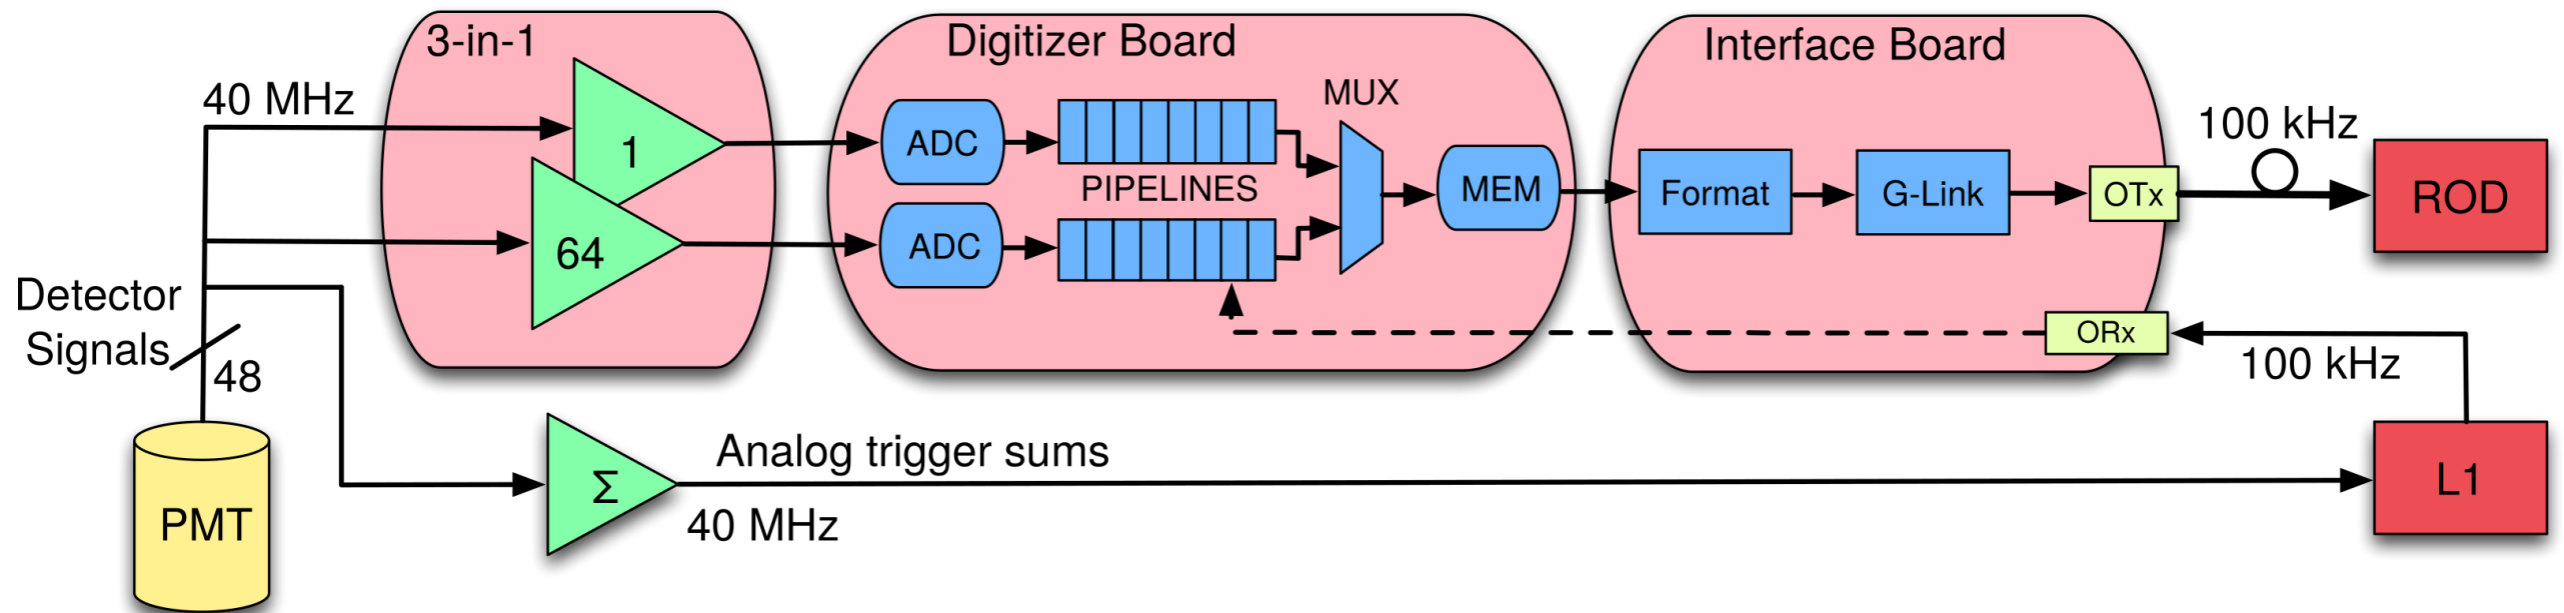 3-in-1
Digitizer Board
Interface Board
40 MHz
1
64
ADC
ADC
PIPELINES
MUX
MEM
Format
G-Link
OTx
100 kHz
ROD
Detector
Signals
48
ORx
100 kHz
PMT
Σ
Analog trigger sums
40 MHz
L1